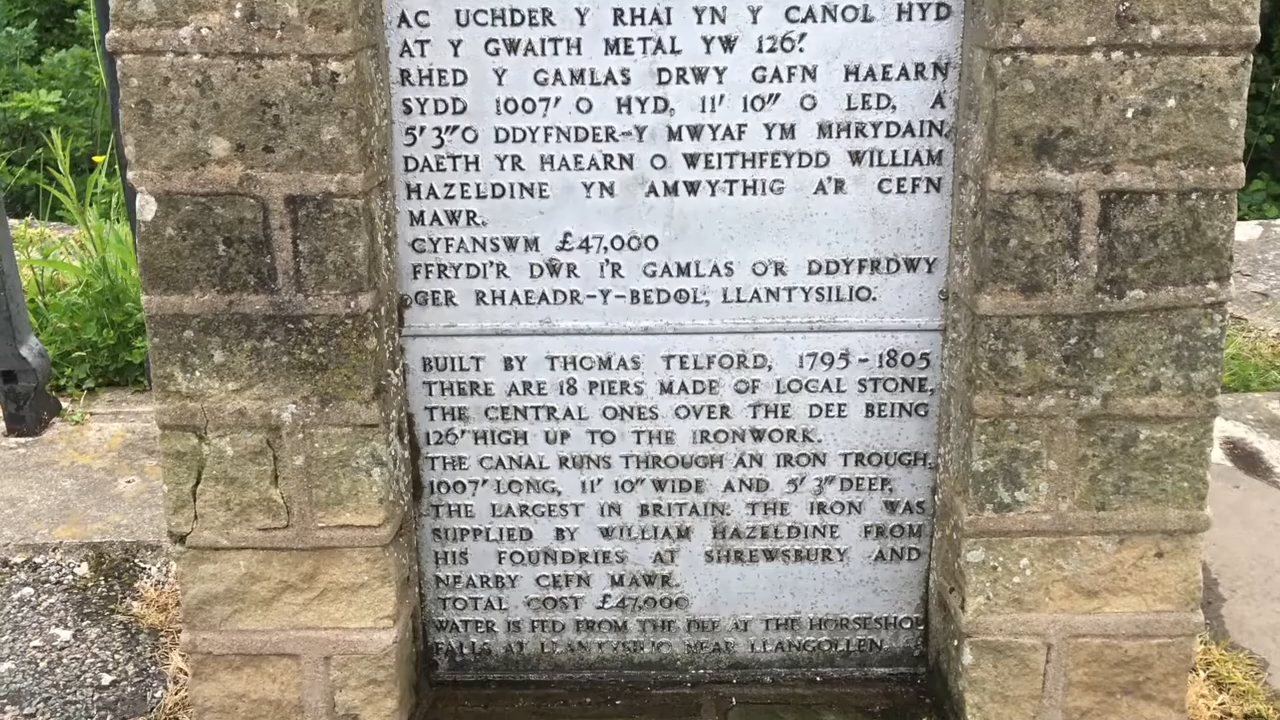 AC UCHDER Y RHAI YN Y CANOL HYD
AT Y GWAITH METAL YW 126'.
RHED Y GAMLAS DRWY GAFN HAEARN
SYDD 1007' O HYD, 11' 10" O LED, A
5' 3" O DDYFNDER-Y MWYAF YM MHRYDAIN.
DAETH YR HAEARN O WEITHFEYDD WILLIAM
HAZELDINE YN AMWYTHIG A'R CEFN
MAWR.
CYFANSWM £47,000
FFRYDI'R DWR I'R GAMLAS O'R DDYFRDWY
GER RHAEADR-Y-BEDOL, LLANTYSILIO.
BUILT BY THOMAS TELFORD, 1795-1805
THERE ARE 18 PIERS MADE OF LOCAL STONE,
THE CENTRAL ONES OVER THE DEE BEING
126' HIGH UP TO THE IRONWORK.
THE CANAL RUNS THROUGH AN IRON TROUGH,
1007' LONG, 11' 10" WIDE AND 5' 3" DEEP,
THE LARGEST IN BRITAIN. THE IRON WAS
SUPPLIED BY WILLIAM HAZELDINE FROM
HIS FOUNDRIES AT SHREWSBURY AND
NEARBY CEFN MAWR.
TOTAL COST £47,000
WATER IS FED FROM THE DEE AT THE HORSESHOE
FALLS AT LLANTYSILIO NEAR LLANGOLLEN